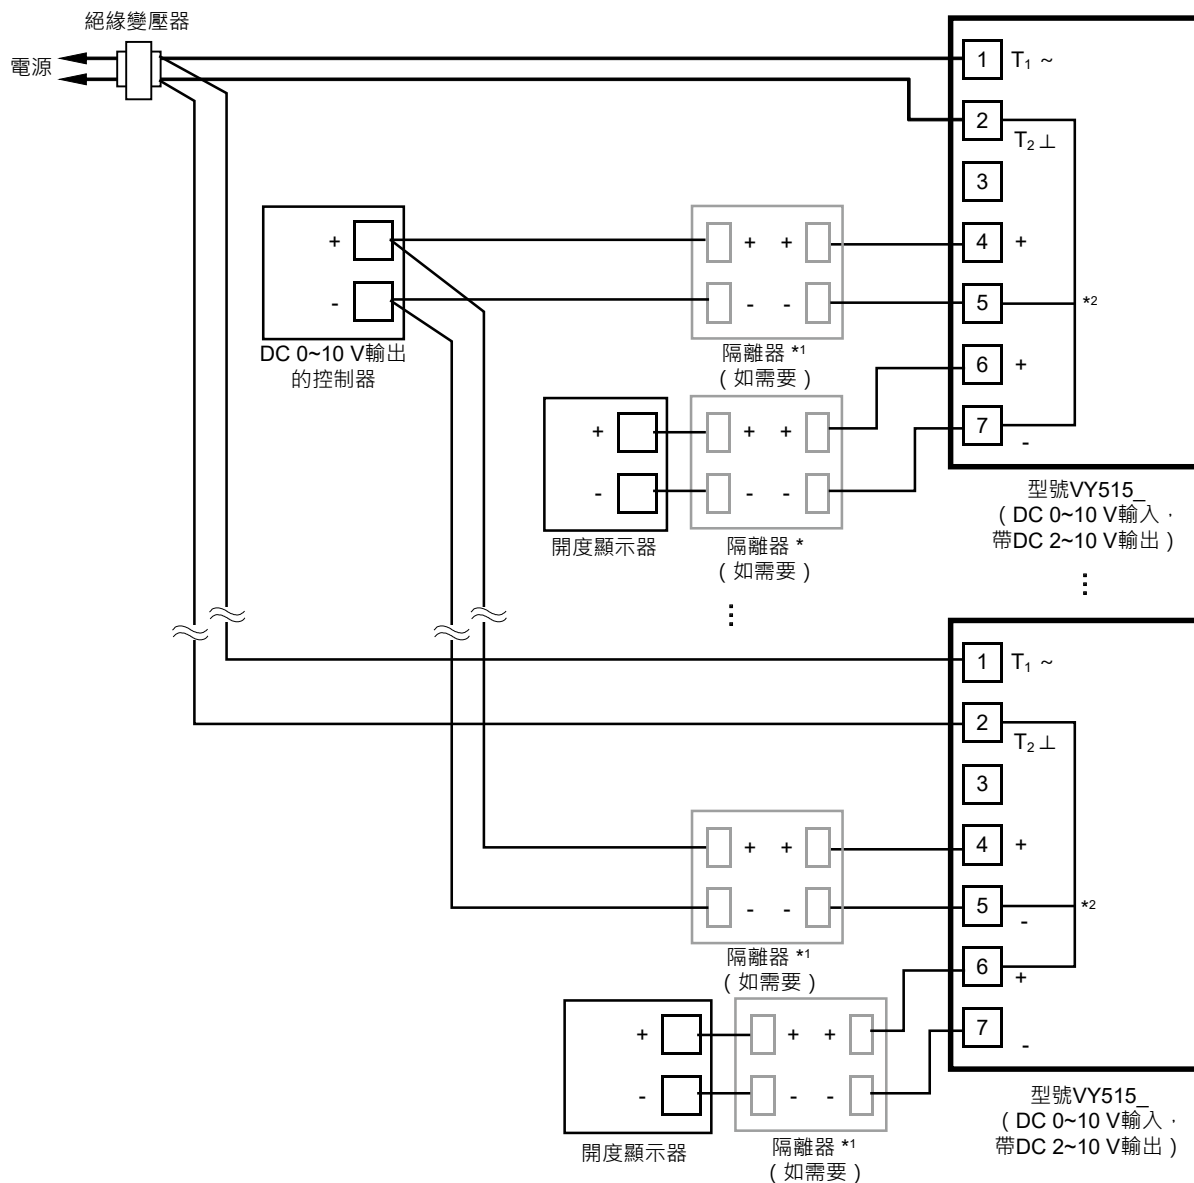 絕緣變壓器
電源
1 T1 ~
2
T2 ⊥
3
+ + + 4 +
- - - 5 *2
DC 0~10 V輸出
的控制器
隔離器 *1
( 如需要 )
6 +
+ + +
7
-
- - -
開度顯示器
隔離器 *
( 如需要 )
型號VY515_
( DC 0~10 V輸入，
帶DC 2~10 V輸出 )
⋮
⋮
1 T1 ~
2
T2 ⊥
3
+ + 4 +
- - 5 *2
-
隔離器 *1
( 如需要 )
6
+
+ + + 7
-
- - -
開度顯示器
隔離器 *1
( 如需要 )
型號VY515_
( DC 0~10 V輸入，
帶DC 2~10 V輸出 )